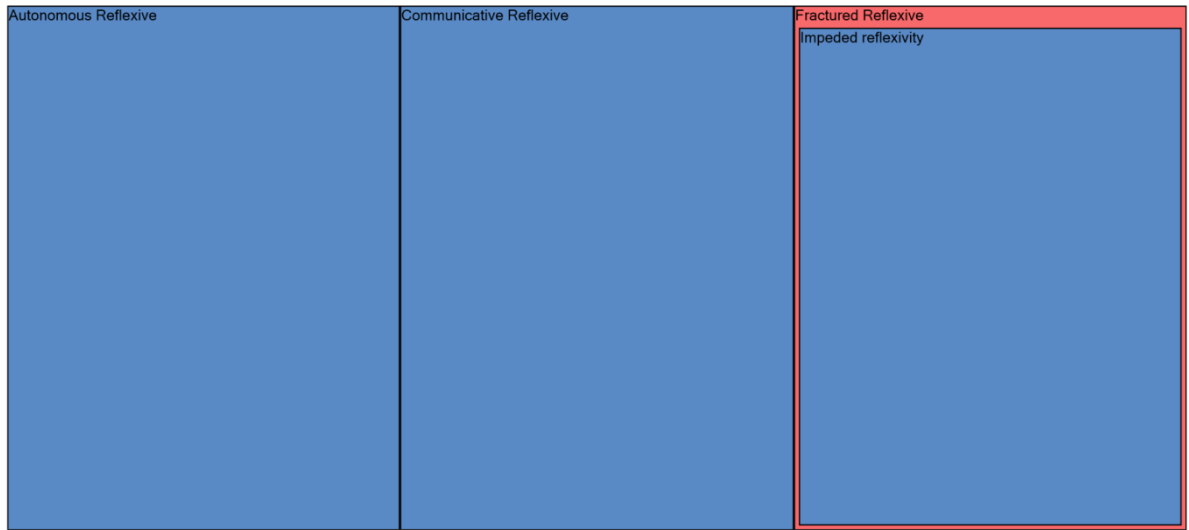 Autonomous Reflexive
Communicative Reflexive
Fractured Reflexive
Impeded reflexivity